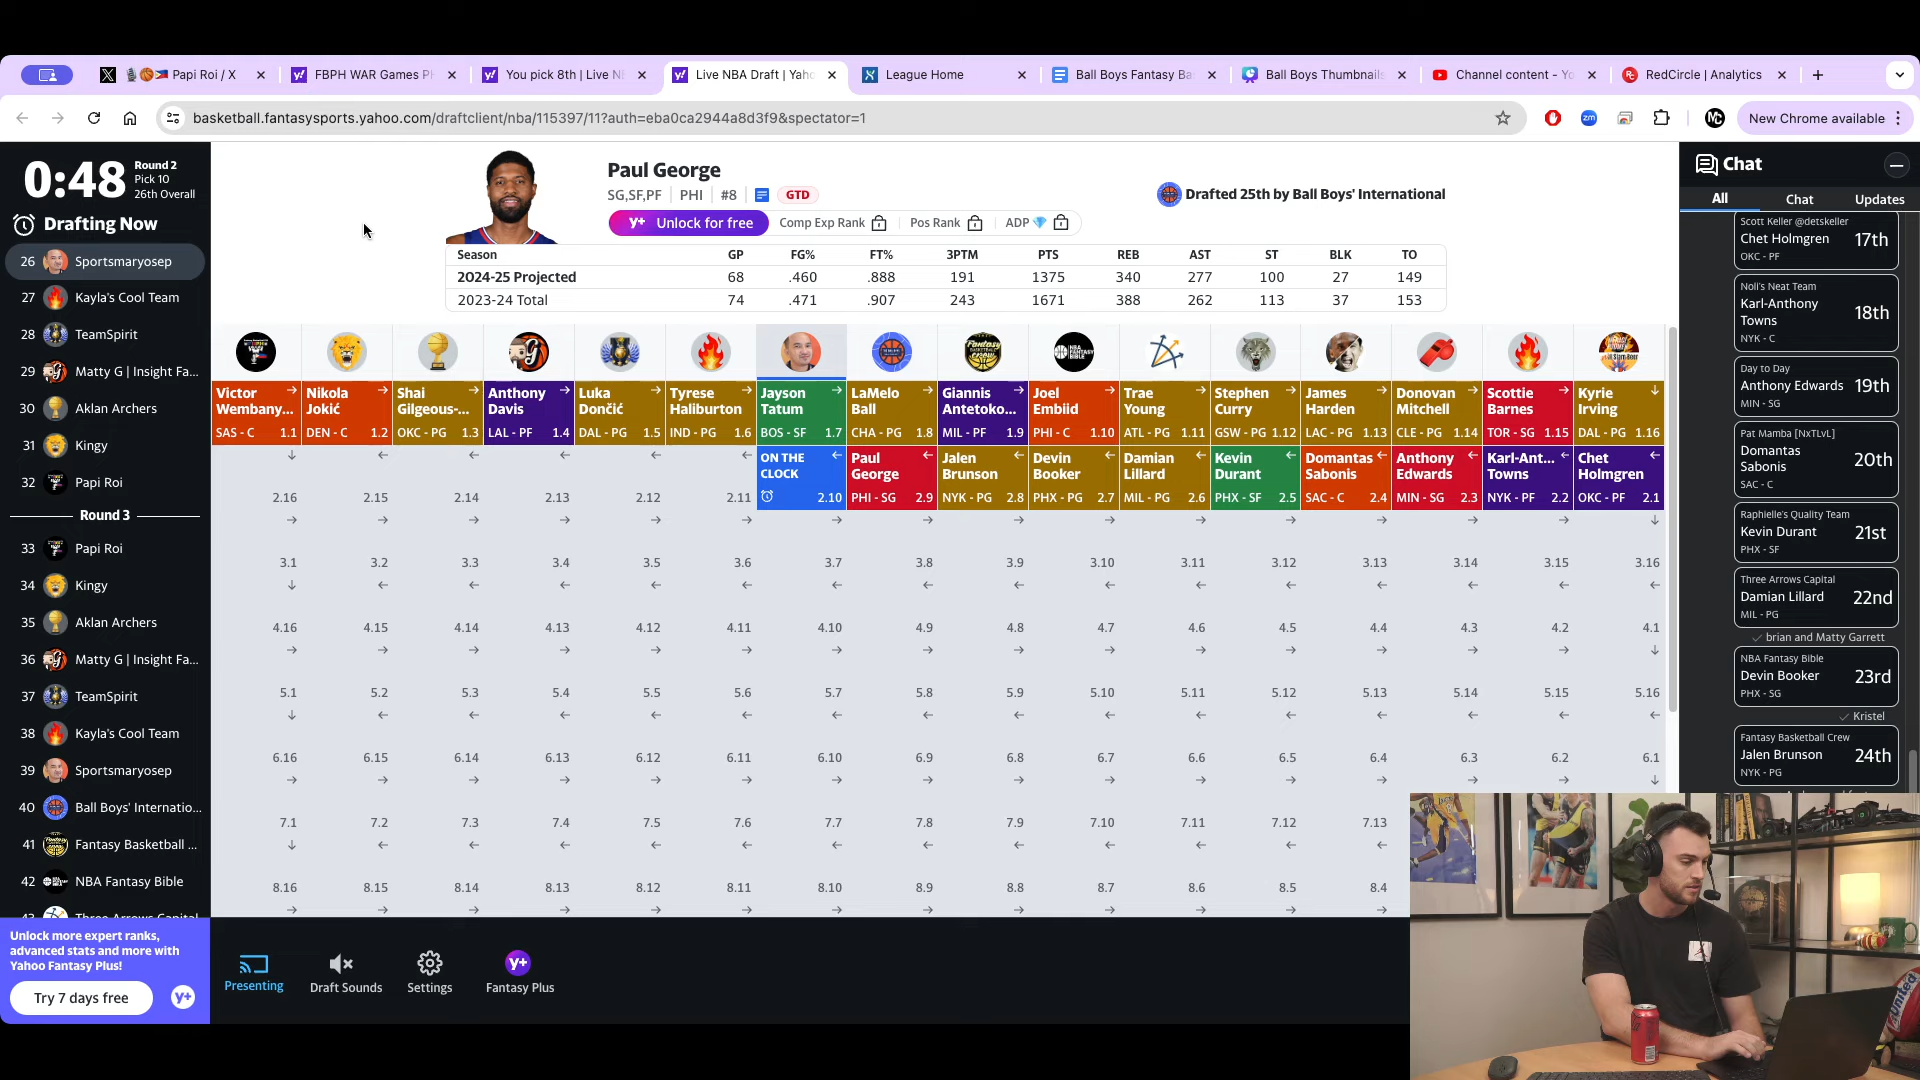 Papi Roi / X
FBPH WAR Games P
You pick 8th | Live N
Live NBA Draft | Yaho
League Home
Ball Boys Fantasy Ba
Ball Boys Thumbnails
Channel content - Yo
RedCircle | Analytics
basketball.fantasysports.yahoo.com/draftclient/nba/115397/11?auth=eba0ca2944a8d3f9&spectator=1
New Chrome available
0:48
Round 2
Pick 10
26th Overall
Drafting Now
26 Sportsmaryosep
27 Kayla's Cool Team
28 TeamSpirit
29 Matty G | Insight Fa...
30 Aklan Archers
31 Kingy
32 Papi Roi
Round 3
33 Papi Roi
34 Kingy
35 Aklan Archers
36 Matty G | Insight Fa...
37 TeamSpirit
38 Kayla's Cool Team
39 Sportsmaryosep
40 Ball Boys' Internatio...
41 Fantasy Basketball ...
42 NBA Fantasy Bible
43 Three Arrows Capital
Unlock more expert ranks,
advanced stats and more with
Yahoo Fantasy Plus!
Try 7 days free
y+
Paul George
SG,SF,PF | PHI | #8 GTD
y+ Unlock for free Comp Exp Rank | Pos Rank | ADP
Drafted 25th by Ball Boys' International
Season GP FG% FT% 3PTM PTS REB AST ST BLK TO
2024-25 Projected 68 .460 .888 191 1375 340 277 100 27 149
2023-24 Total 74 .471 .907 243 1671 388 262 113 37 153
Victor Wembany... SAS - C 1.1
Nikola Jokić DEN - C 1.2
Shai Gilgeous-... OKC - PG 1.3
Anthony Davis LAL - PF 1.4
Luka Dončić DAL - PG 1.5
Tyrese Haliburton IND - PG 1.6
Jayson Tatum BOS - SF 1.7
LaMelo Ball CHA - PG 1.8
Giannis Antetoko... MIL - PF 1.9
Joel Embiid PHI - C 1.10
Trae Young ATL - PG 1.11
Stephen Curry GSW - PG 1.12
James Harden LAC - PG 1.13
Donovan Mitchell CLE - PG 1.14
Scottie Barnes TOR - SG 1.15
Kyrie Irving DAL - PG 1.16
2.16 2.15 2.14 2.13 2.12 2.11
ON THE CLOCK 2.10
Paul George PHI - SG 2.9
Jalen Brunson NYK - PG 2.8
Devin Booker PHX - PG 2.7
Damian Lillard MIL - PG 2.6
Kevin Durant PHX - SF 2.5
Domantas Sabonis SAC - C 2.4
Anthony Edwards MIN - SG 2.3
Karl-Ant... Towns NYK - PF 2.2
Chet Holmgren OKC - PF 2.1
3.1 3.2 3.3 3.4 3.5 3.6 3.7 3.8 3.9 3.10 3.11 3.12 3.13 3.14 3.15 3.16
4.16 4.15 4.14 4.13 4.12 4.11 4.10 4.9 4.8 4.7 4.6 4.5 4.4 4.3 4.2 4.1
5.1 5.2 5.3 5.4 5.5 5.6 5.7 5.8 5.9 5.10 5.11 5.12 5.13 5.14 5.15 5.16
6.16 6.15 6.14 6.13 6.12 6.11 6.10 6.9 6.8 6.7 6.6 6.5 6.4 6.3 6.2 6.1
7.1 7.2 7.3 7.4 7.5 7.6 7.7 7.8 7.9 7.10 7.11 7.12 7.13
8.16 8.15 8.14 8.13 8.12 8.11 8.10 8.9 8.8 8.7 8.6 8.5 8.4
Presenting
Draft Sounds
Settings
y+
Fantasy Plus
Chat
All Chat Updates
Scott Keller @detskeller
Chet Holmgren 17th
OKC - PF
Noli's Neat Team
Karl-Anthony
Towns 18th
NYK - C
Day to Day
Anthony Edwards 19th
MIN - SG
Pat Mamba [NxTLvL]
Domantas
Sabonis 20th
SAC - C
Raphielle's Quality Team
Kevin Durant 21st
PHX - SF
Three Arrows Capital
Damian Lillard 22nd
MIL - PG
brian and Matty Garrett
NBA Fantasy Bible
Devin Booker 23rd
PHX - SG
Kristel
Fantasy Basketball Crew
Jalen Brunson 24th
NYK - PG